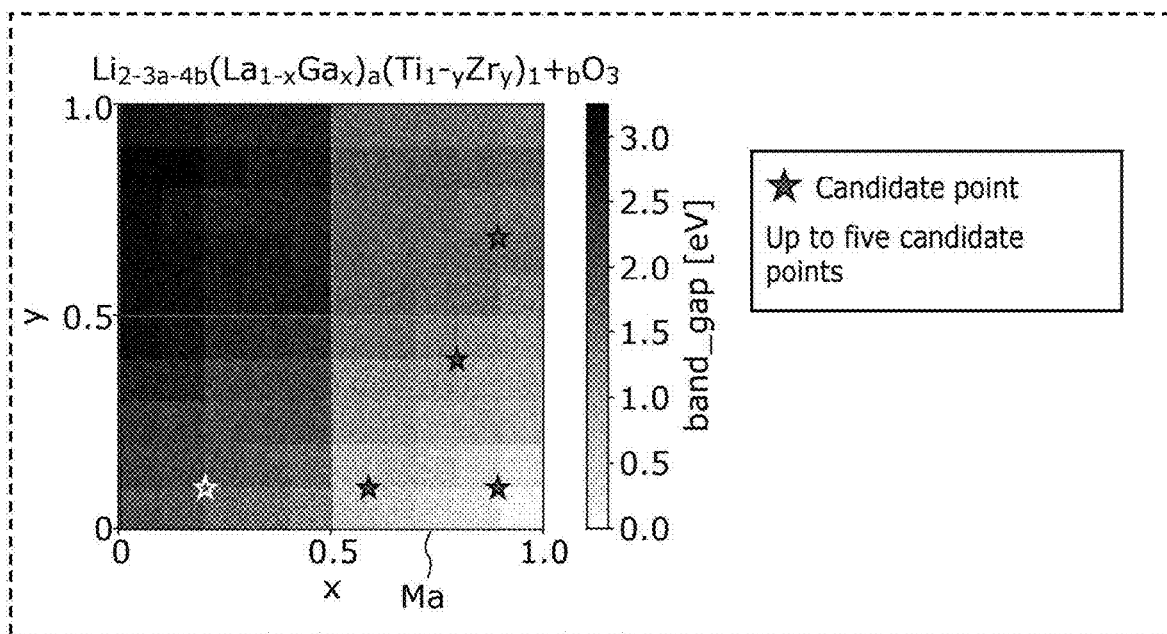 Li₂₋₃ₐ₋₄b(La₁₋ₓGaₓ)ₐ(Ti₁₋yZry)₁+bO₃
1.0
0.5
0
y
0
0.5
1.0
x
Ma
3.0
2.5
2.0
1.5
1.0
0.5
0.0
band_gap [eV]
★ Candidate point
Up to five candidate
points